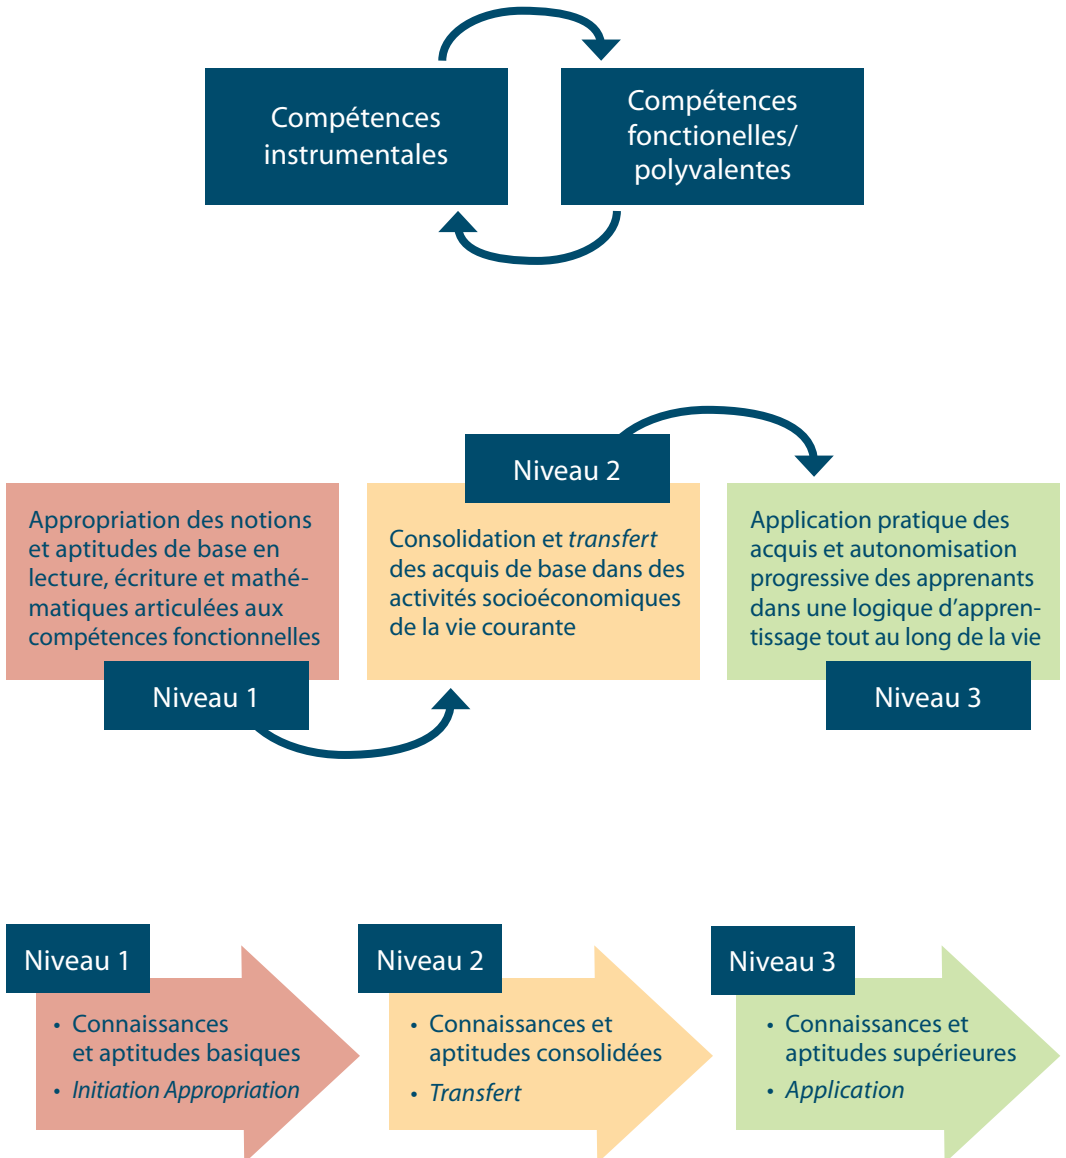 Compétences
instrumentales
Compétences
fonctionelles/
polyvalentes
Niveau 2
Appropriation des notions
et aptitudes de base en
lecture, écriture et mathé-
matiques articulées aux
compétences fonctionnelles
Niveau 1
Consolidation et transfert
des acquis de base dans des
activités socioéconomiques
de la vie courante
Application pratique des
acquis et autonomisation
progressive des apprenants
dans une logique d’appren-
tissage tout au long de la vie
Niveau 3
Niveau 1
• Connaissances
et aptitudes basiques
• Initiation Appropriation
Niveau 2
• Connaissances et
aptitudes consolidées
• Transfert
Niveau 3
• Connaissances et
aptitudes supérieures
• Application